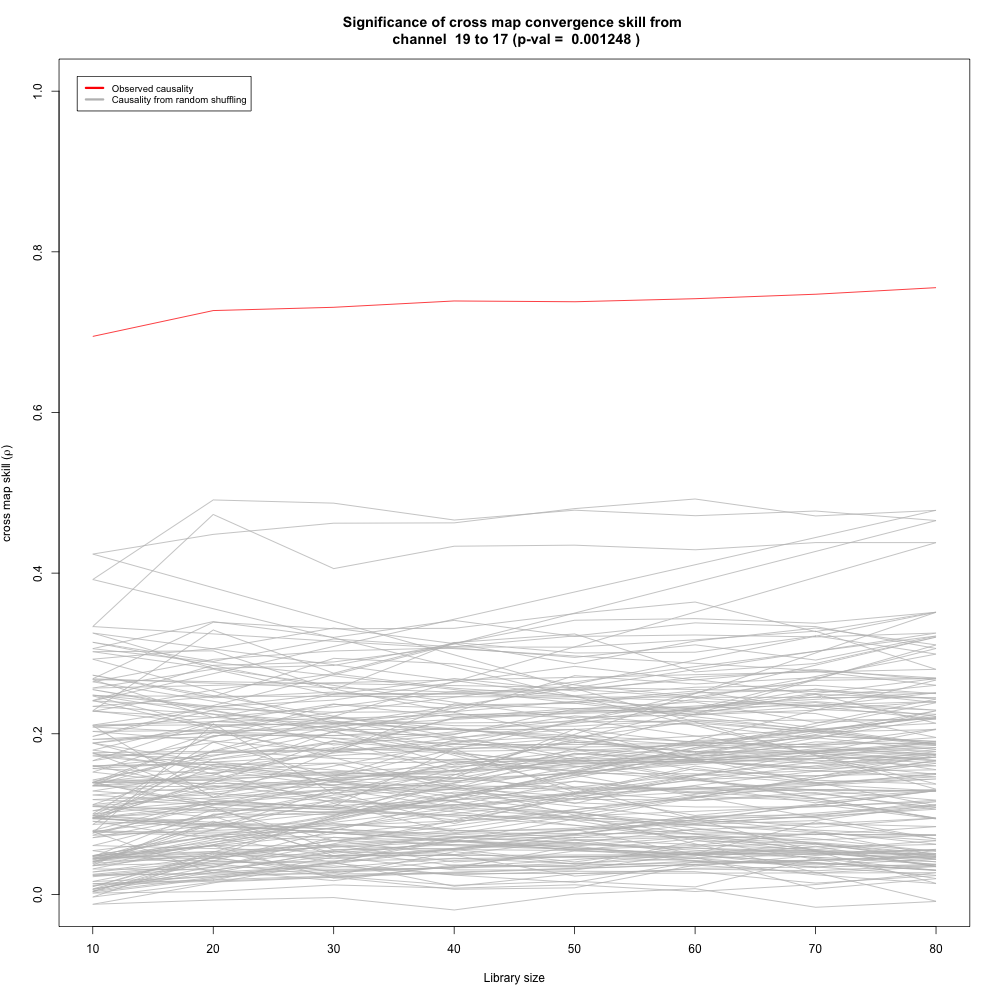 Significance of cross map convergence skill from
channel  19 to 17 (p-val =  0.001248 )
Observed causality
Causality from random shuffling
1.0
0.8
0.6
0.4
0.2
0.0
cross map skill (ρ)
10 20 30 40 50 60 70 80
Library size